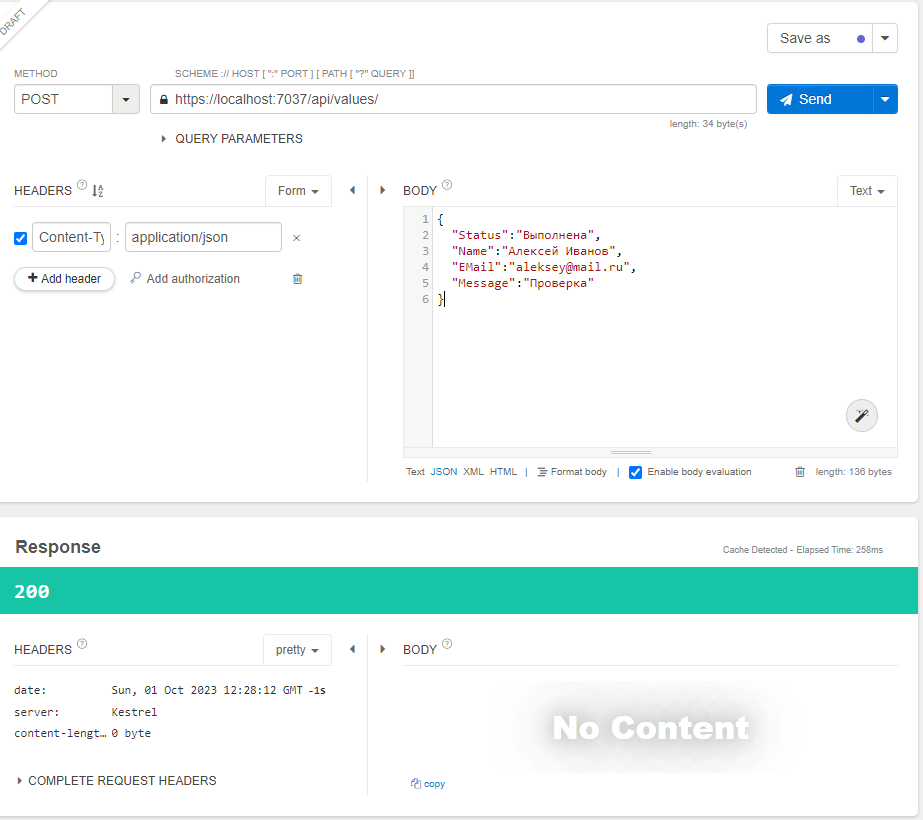 DRAFT
Save as
METHOD
SCHEME :// HOST [ ":" PORT ] [ PATH [ "?" QUERY ]]
POST
https://localhost:7037/api/values/
Send
length: 34 byte(s)
QUERY PARAMETERS
HEADERS ?
Form
BODY ?
Text
Content-Ty : application/json ×
+ Add header
Add authorization
1 {
2 "Status":"Выполнена",
3 "Name":"Алексей Иванов",
4 "EMail":"aleksey@mail.ru",
5 "Message":"Проверка"
6 }
Text JSON XML HTML | Format body | Enable body evaluation
length: 136 bytes
Response
Cache Detected - Elapsed Time: 258ms
200
HEADERS ?
pretty
BODY ?
date: Sun, 01 Oct 2023 12:28:12 GMT -1s
server: Kestrel
content-lengt… 0 byte
No Content
COMPLETE REQUEST HEADERS
copy